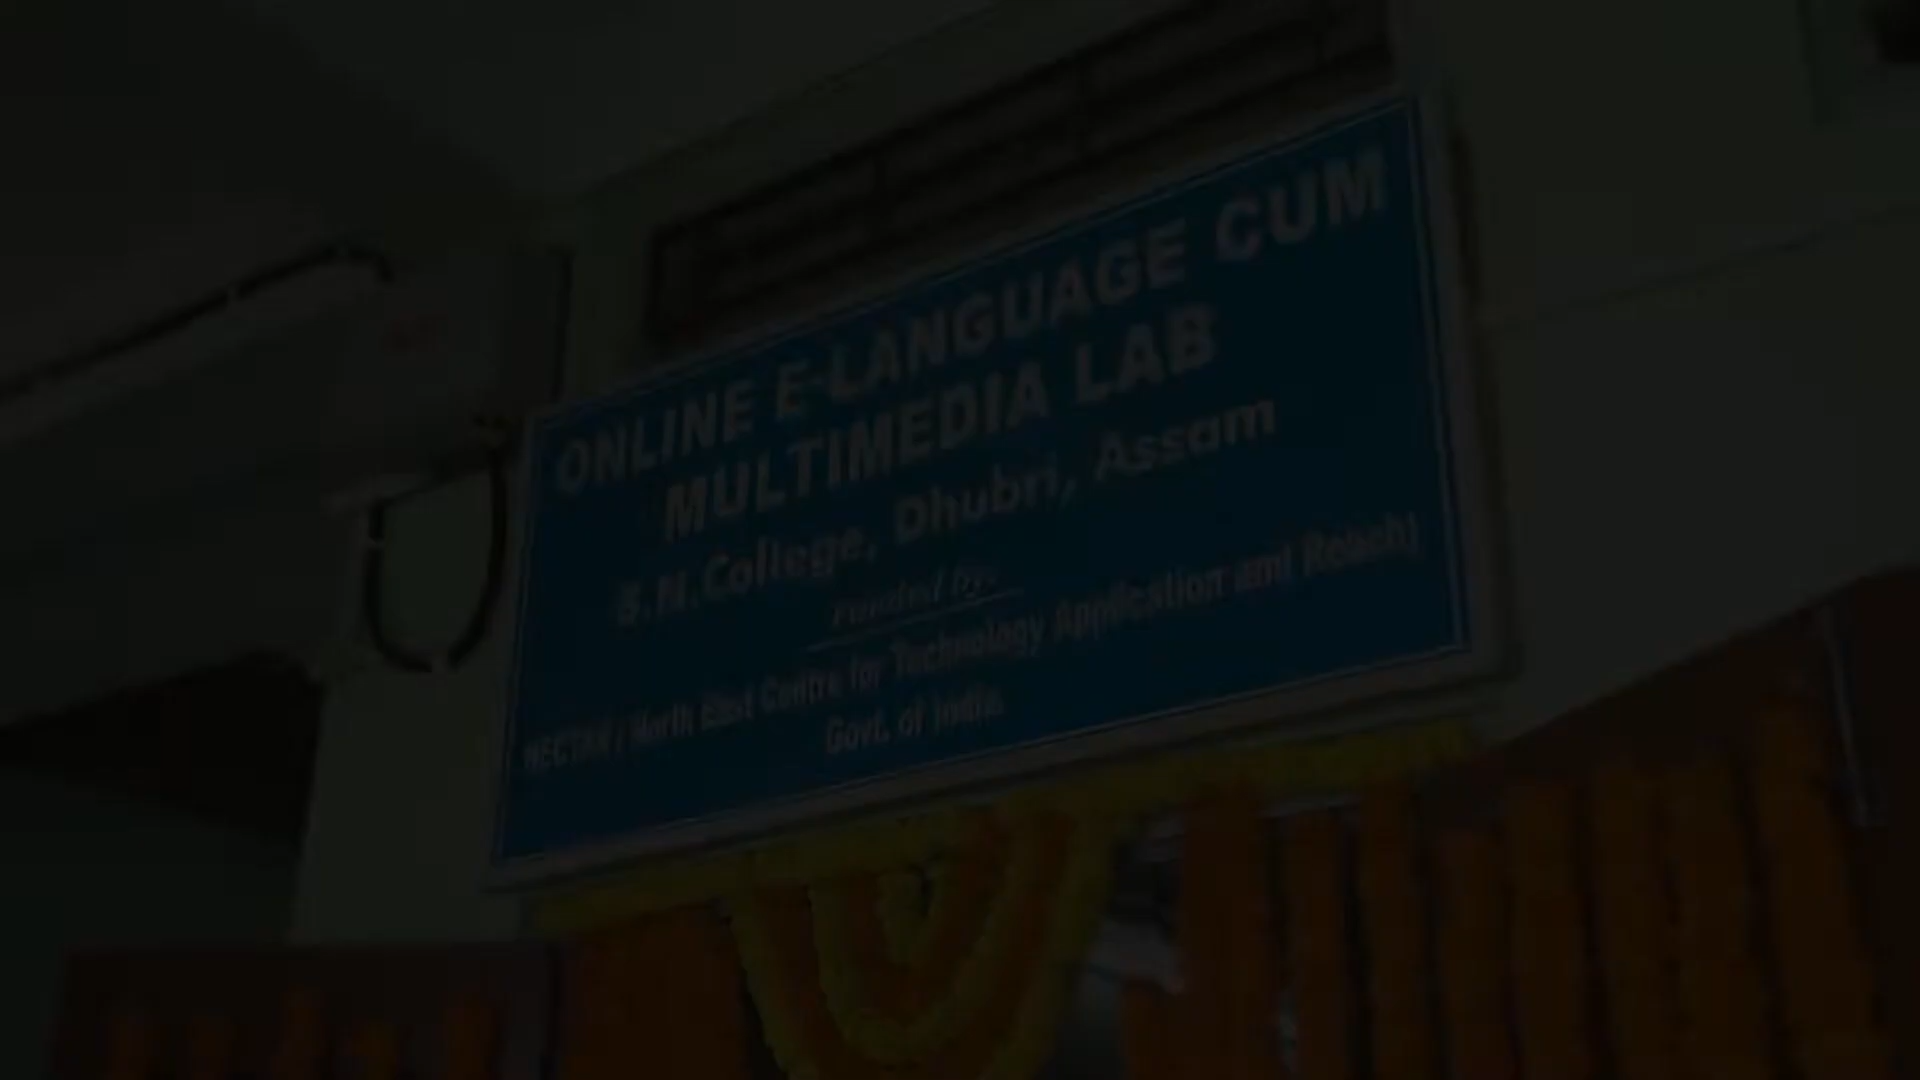 ONLINE E-LANGUAGE CUM
MULTIMEDIA LAB
B.N.College, Dhubri, Assam
Funded by:
NECTAR ( North East Centre for Technology Application and Reach)
Govt. of India